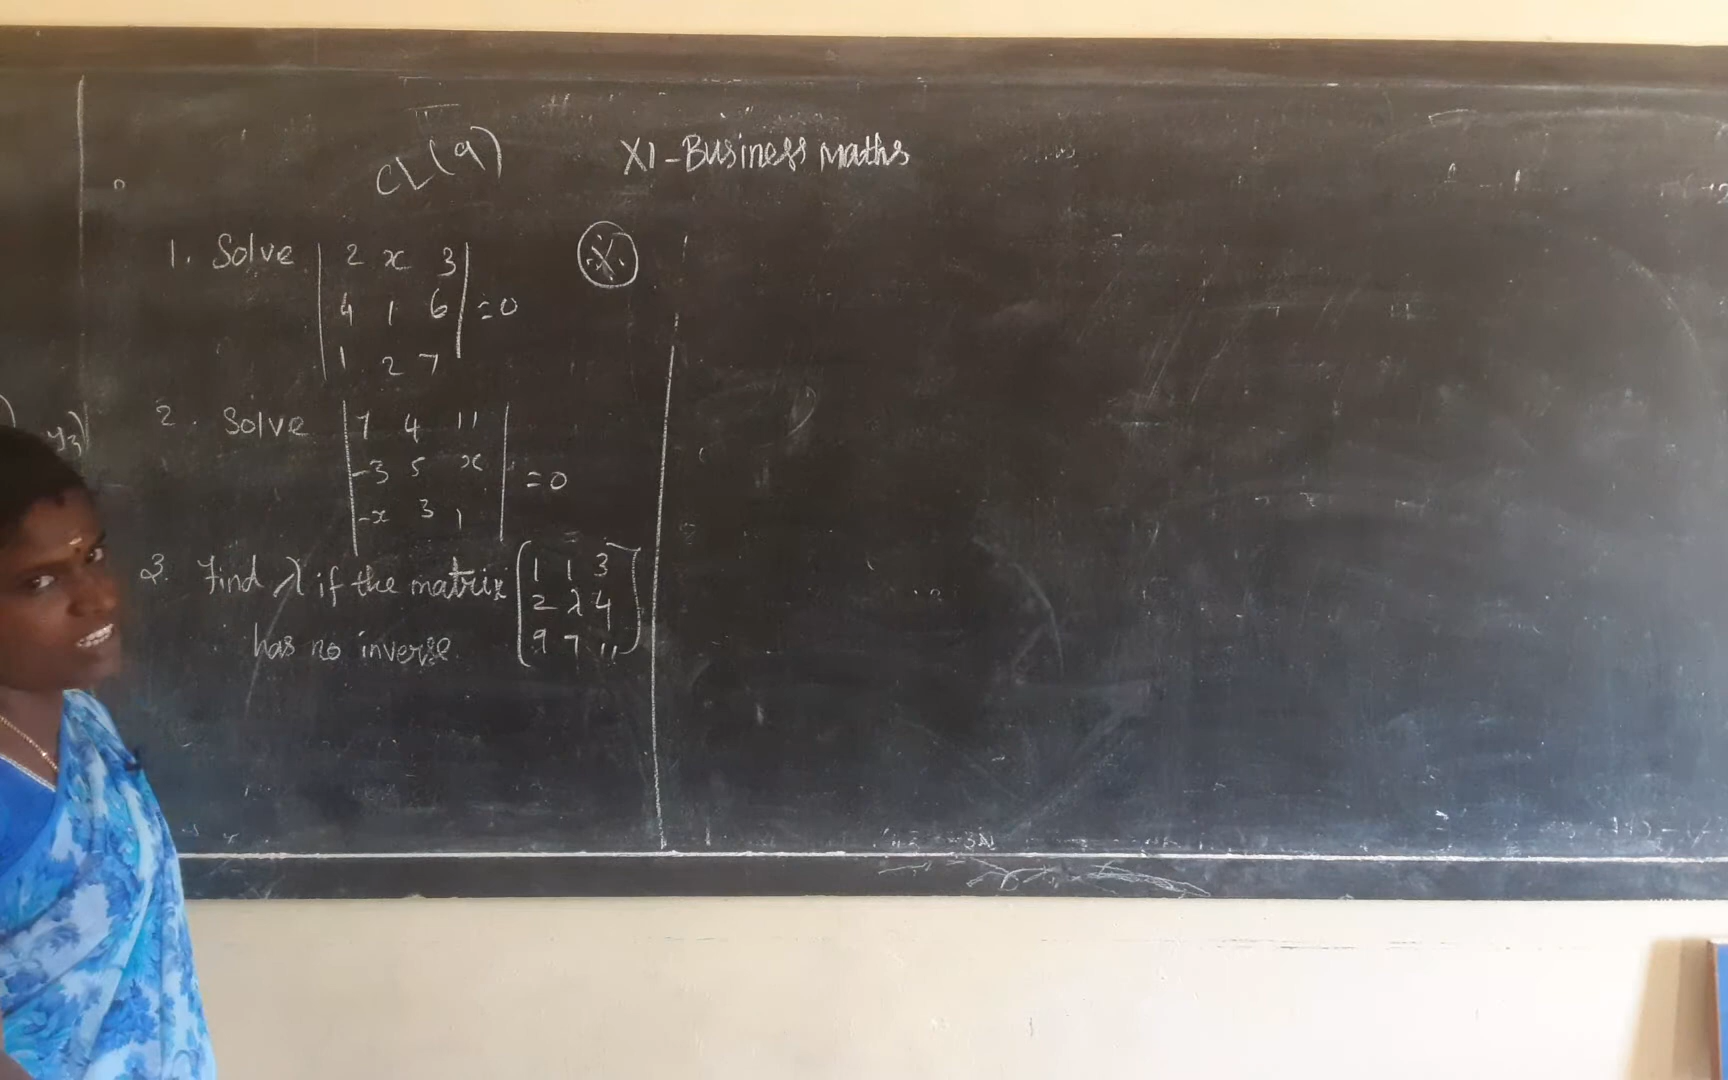 CL(9)
XI-Business maths
1. Solve | 2 x 3 |
| 4 1 6 | = 0
| 1 2 7 |
2. Solve | 7 4 11 |
| -3 5 x | = 0
| -x 3 1 |
3. Find λ if the matrix [ 1 1 3 ]
[ 2 λ 4 ]
has no inverse [ 9 7 11 ]
y3)